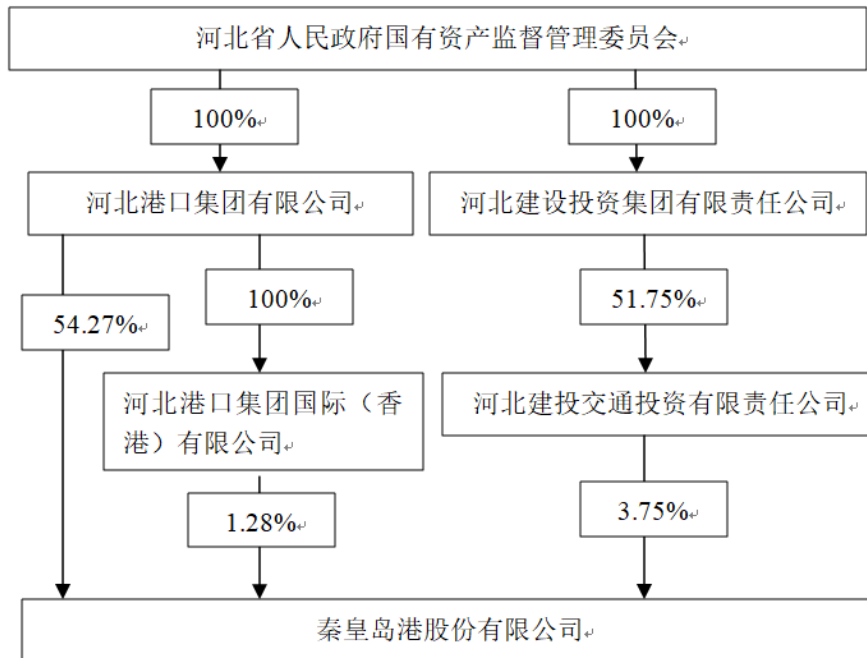 河北省人民政府国有资产监督管理委员会
100%
100%
河北港口集团有限公司
河北建设投资集团有限责任公司
54.27%
100%
51.75%
河北港口集团国际（香
港）有限公司
河北建投交通投资有限责任公司
1.28%
3.75%
秦皇岛港股份有限公司